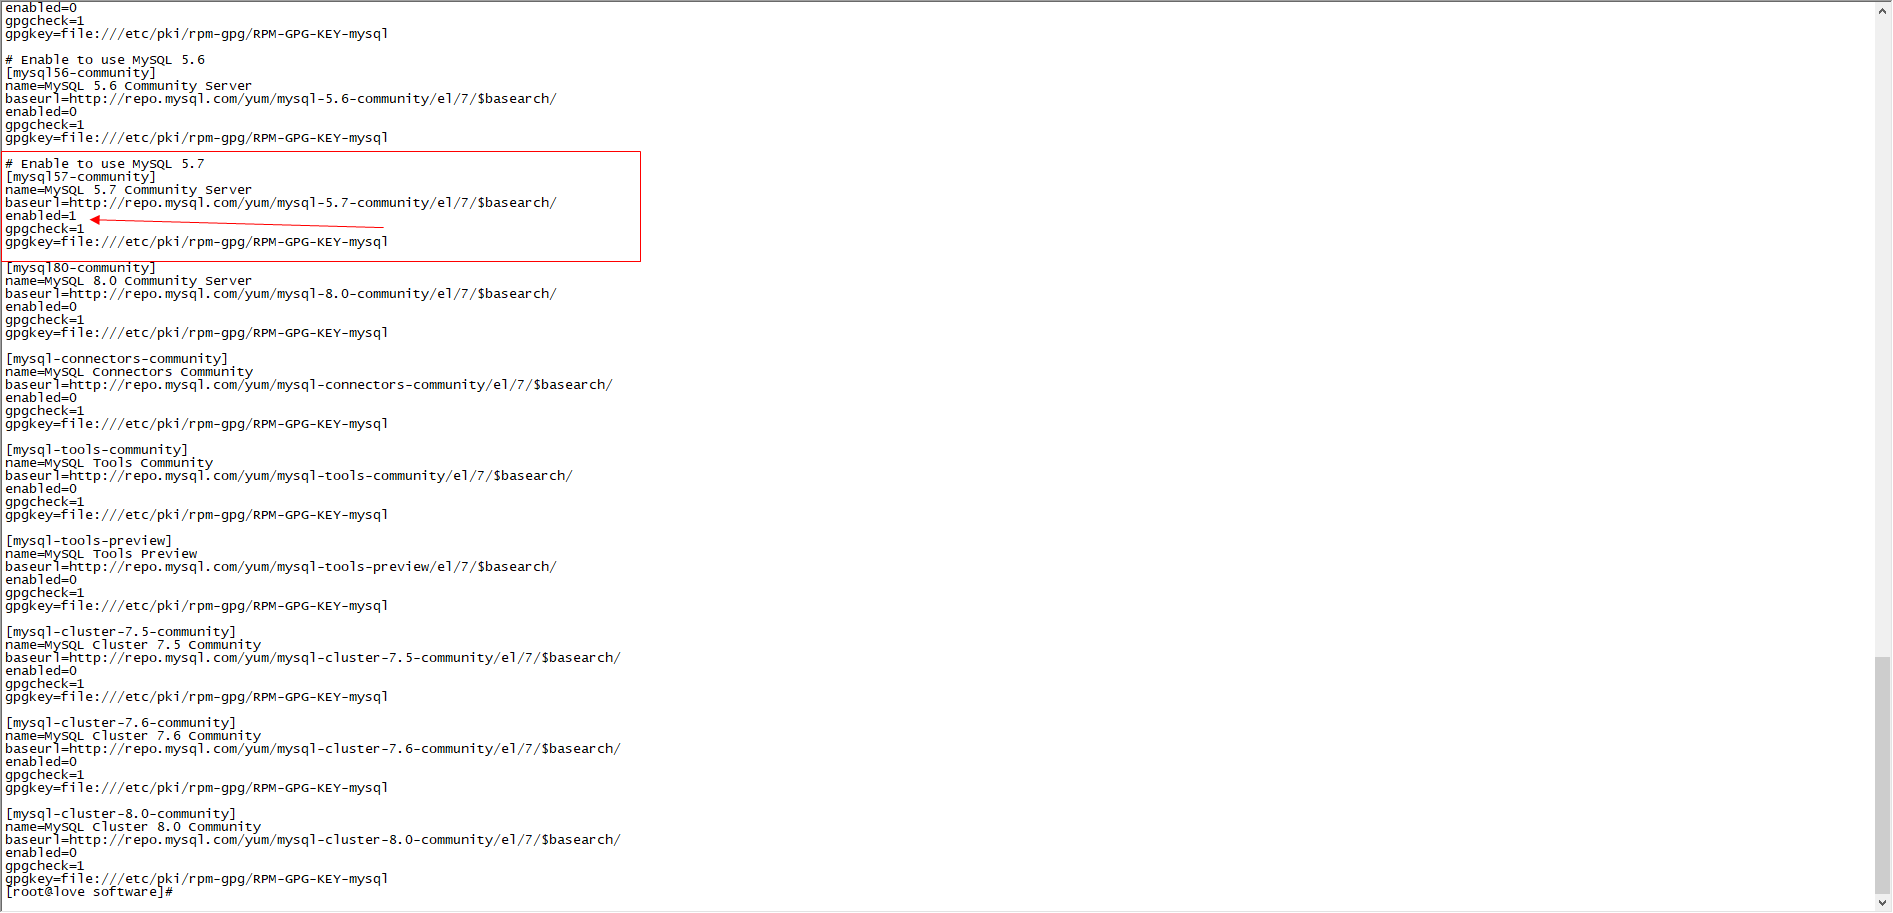 enabled=0
gpgcheck=1
gpgkey=file:///etc/pki/rpm-gpg/RPM-GPG-KEY-mysql
# Enable to use MySQL 5.6
[mysql56-community]
name=MySQL 5.6 Community Server
baseurl=http://repo.mysql.com/yum/mysql-5.6-community/el/7/$basearch/
enabled=0
gpgcheck=1
gpgkey=file:///etc/pki/rpm-gpg/RPM-GPG-KEY-mysql
# Enable to use MySQL 5.7
[mysql57-community]
name=MySQL 5.7 Community Server
baseurl=http://repo.mysql.com/yum/mysql-5.7-community/el/7/$basearch/
enabled=1
gpgcheck=1
gpgkey=file:///etc/pki/rpm-gpg/RPM-GPG-KEY-mysql
[mysql80-community]
name=MySQL 8.0 Community Server
baseurl=http://repo.mysql.com/yum/mysql-8.0-community/el/7/$basearch/
enabled=0
gpgcheck=1
gpgkey=file:///etc/pki/rpm-gpg/RPM-GPG-KEY-mysql
[mysql-connectors-community]
name=MySQL Connectors Community
baseurl=http://repo.mysql.com/yum/mysql-connectors-community/el/7/$basearch/
enabled=0
gpgcheck=1
gpgkey=file:///etc/pki/rpm-gpg/RPM-GPG-KEY-mysql
[mysql-tools-community]
name=MySQL Tools Community
baseurl=http://repo.mysql.com/yum/mysql-tools-community/el/7/$basearch/
enabled=0
gpgcheck=1
gpgkey=file:///etc/pki/rpm-gpg/RPM-GPG-KEY-mysql
[mysql-tools-preview]
name=MySQL Tools Preview
baseurl=http://repo.mysql.com/yum/mysql-tools-preview/el/7/$basearch/
enabled=0
gpgcheck=1
gpgkey=file:///etc/pki/rpm-gpg/RPM-GPG-KEY-mysql
[mysql-cluster-7.5-community]
name=MySQL Cluster 7.5 Community
baseurl=http://repo.mysql.com/yum/mysql-cluster-7.5-community/el/7/$basearch/
enabled=0
gpgcheck=1
gpgkey=file:///etc/pki/rpm-gpg/RPM-GPG-KEY-mysql
[mysql-cluster-7.6-community]
name=MySQL Cluster 7.6 Community
baseurl=http://repo.mysql.com/yum/mysql-cluster-7.6-community/el/7/$basearch/
enabled=0
gpgcheck=1
gpgkey=file:///etc/pki/rpm-gpg/RPM-GPG-KEY-mysql
[mysql-cluster-8.0-community]
name=MySQL Cluster 8.0 Community
baseurl=http://repo.mysql.com/yum/mysql-cluster-8.0-community/el/7/$basearch/
enabled=0
gpgcheck=1
gpgkey=file:///etc/pki/rpm-gpg/RPM-GPG-KEY-mysql
[root@love software]#